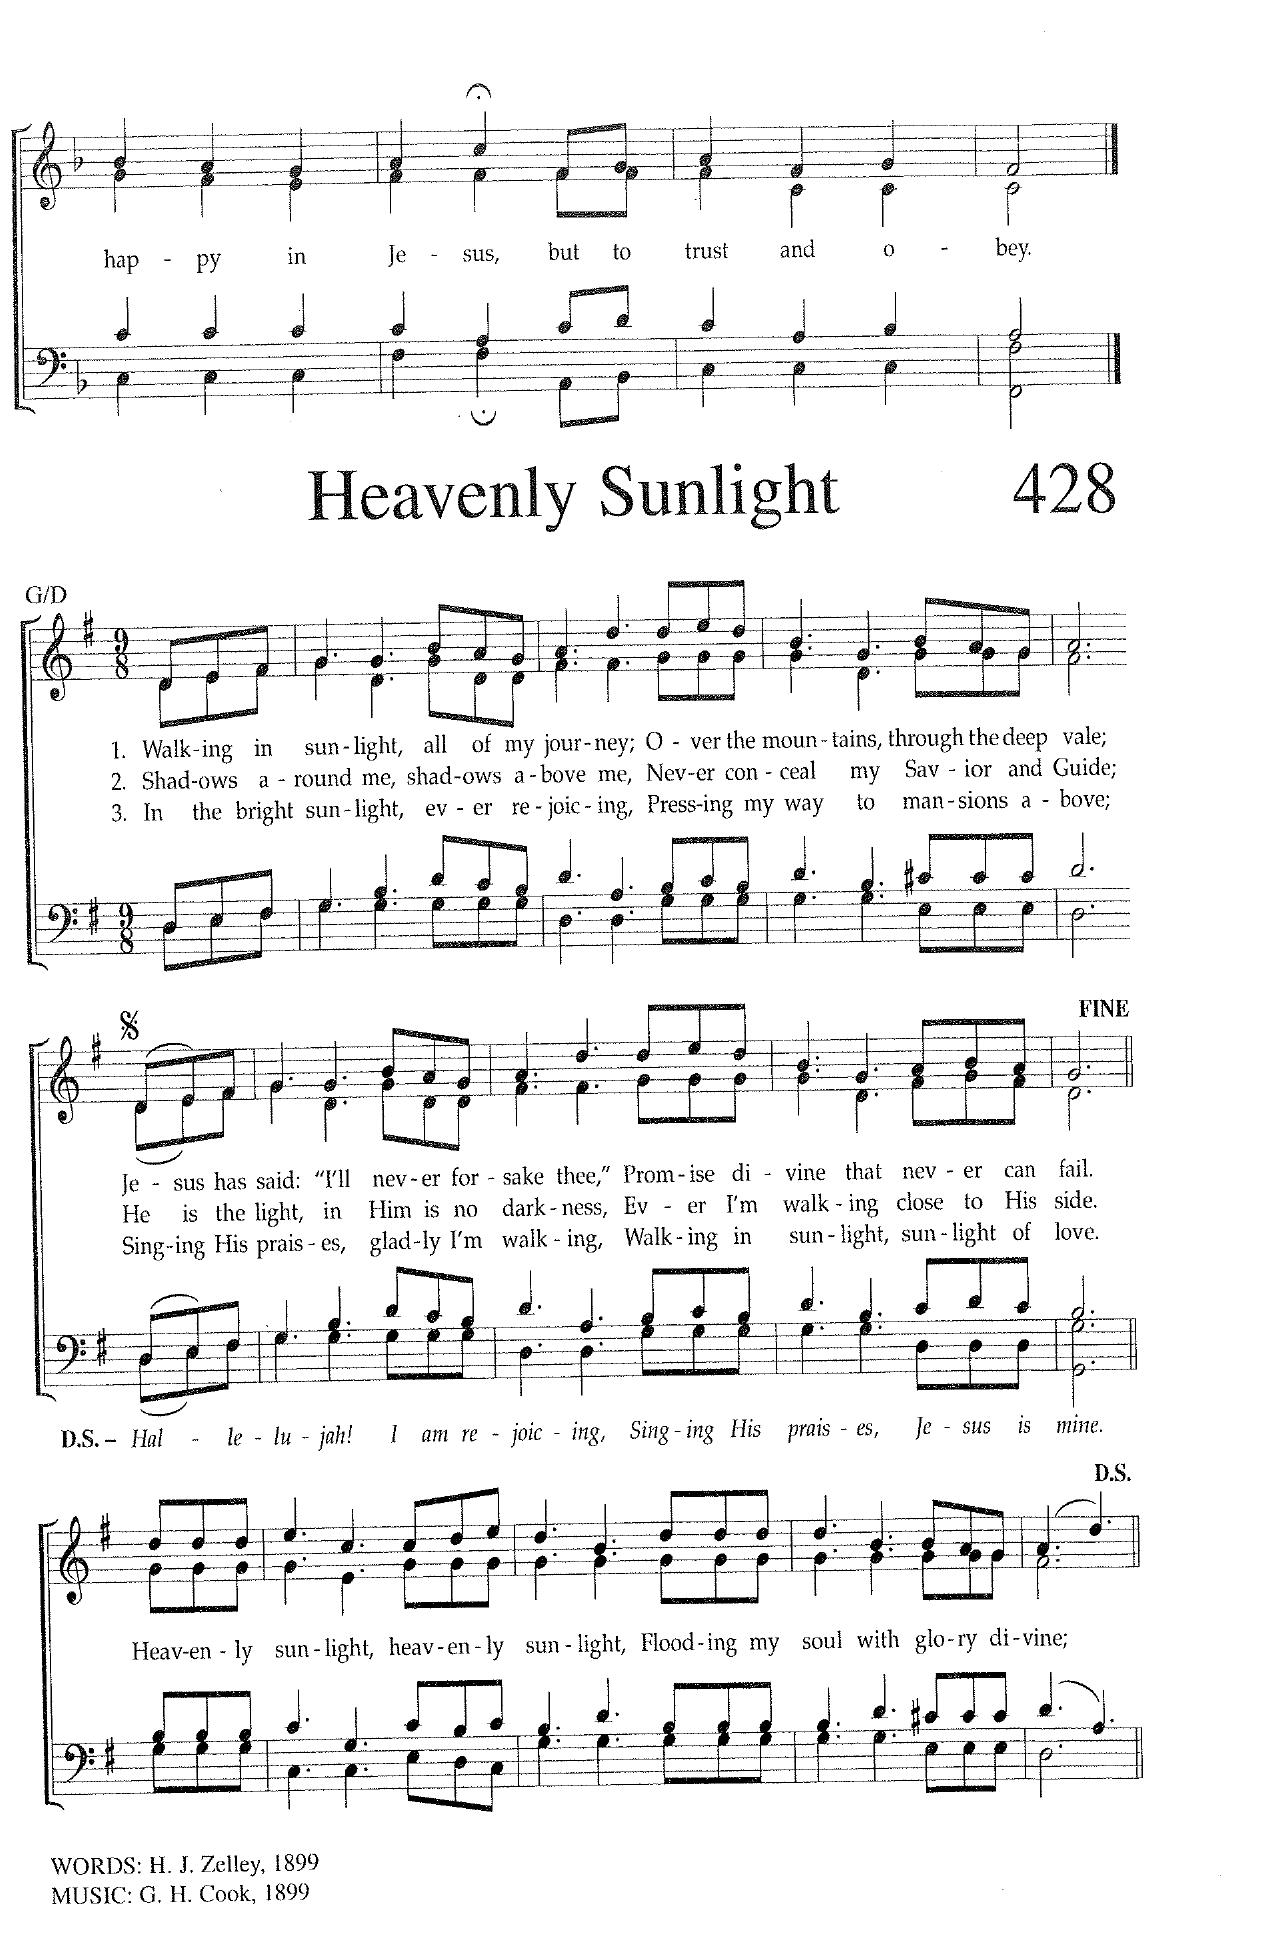 hap - py in Je - sus, but to trust and o - bey.
Heavenly Sunlight 428
G/D
1. Walk-ing in sun-light, all of my jour-ney; O - ver the moun-tains, through the deep vale;
2. Shad-ows a-round me, shad-ows a-bove me, Nev-er con-ceal my Sav-ior and Guide;
3. In the bright sun-light, ev-er re-joic-ing, Press-ing my way to man-sions a-bove;
FINE
Je - sus has said: "I'll nev-er for-sake thee," Prom-ise di - vine that nev - er can fail.
He is the light, in Him is no dark-ness, Ev - er I'm walk-ing close to His side.
Sing-ing His prais-es, glad-ly I'm walk-ing, Walk-ing in sun-light, sun-light of love.
D.S. – Hal - le - lu - jah! I am re - joic - ing, Sing-ing His prais - es, Je - sus is mine.
D.S.
Heav-en - ly sun-light, heav-en-ly sun-light, Flood-ing my soul with glo-ry di-vine;
WORDS: H. J. Zelley, 1899
MUSIC: G. H. Cook, 1899